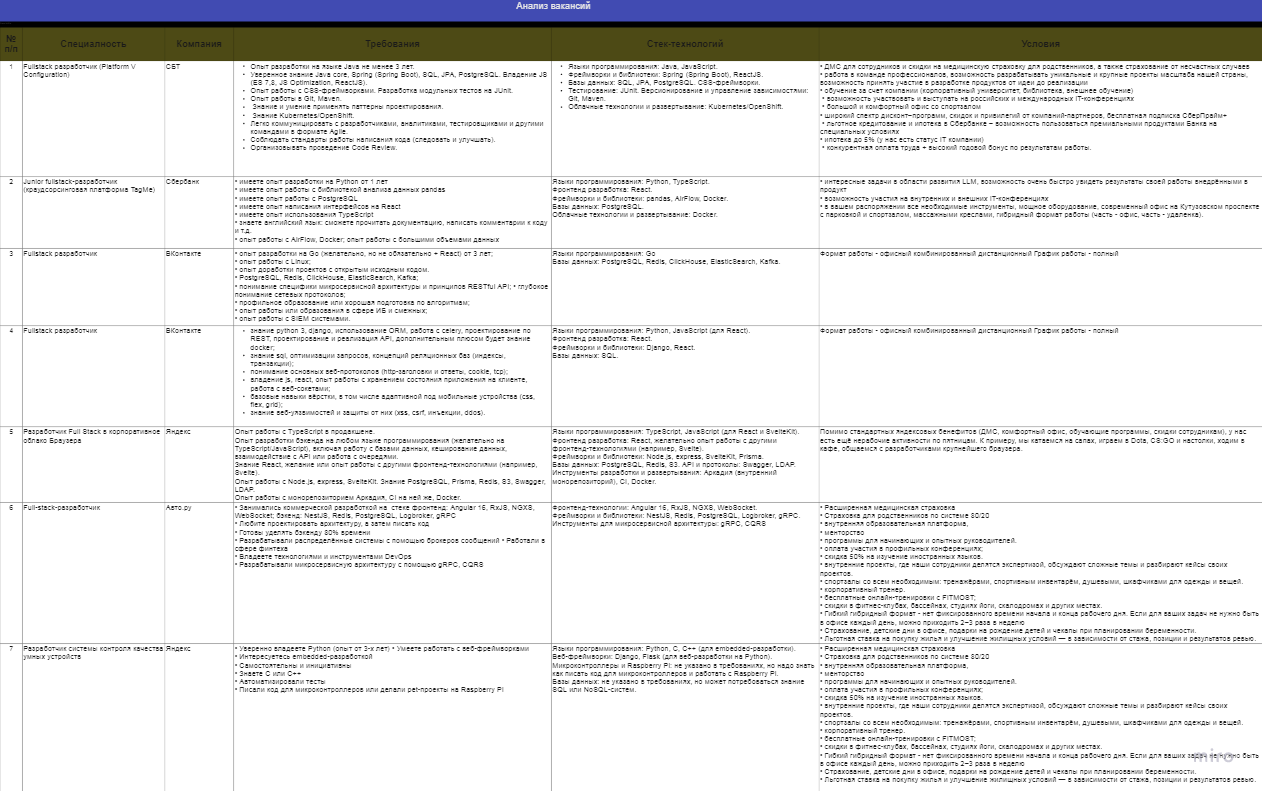 Анализ вакансий
№ п/п
Специальность
Компания
Требования
Стек-технологий
Условия
1
Fullstack разработчик (Platform V
Configuration)
СБТ
• Опыт разработки на языке Java не менее 3 лет.
• Уверенное знание Java core, Spring (Spring Boot), SQL, JPA, PostgreSQL. Владение JS
(ES 7,8, JS Optimization, ReactJS).
• Опыт работы с CSS-фреймворками. Разработка модульных тестов на JUnit.
• Опыт работы в Git, Maven.
• Знание и умение применять паттерны проектирования.
• Знание Kubernetes/OpenShift.
• Легко коммуницировать с разработчиками, аналитиками, тестировщиками и другими
командами в формате Agile.
• Соблюдать стандарты работы написания кода (следовать и улучшать).
• Организовывать проведение Code Review.
• Языки программирования: Java, JavaScript.
• Фреймворки и библиотеки: Spring (Spring Boot), ReactJS.
• Базы данных: SQL, JPA, PostgreSQL. CSS-фреймворки.
• Тестирование: JUnit. Версионирование и управление зависимостями:
Git, Maven.
• Облачные технологии и развертывание: Kubernetes/OpenShift.
• ДМС для сотрудников и скидки на медицинскую страховку для родственников, а также страхование от несчастных случаев
• работа в команде профессионалов, возможность разрабатывать уникальные и крупные проекты масштаба нашей страны,
возможность принять участие в разработке продуктов от идеи до реализации
• обучение за счет компании (корпоративный университет, библиотека, внешнее обучение)
• возможность участвовать и выступать на российских и международных IT-конференциях
• большой и комфортный офис со спортзалом
• широкий спектр дисконт–программ, скидок и привилегий от компаний-партнеров, бесплатная подписка СберПрайм+
• льготное кредитование и ипотека в Сбербанке – возможность пользоваться премиальными продуктами Банка на
специальных условиях
• ипотека до 5% (у нас есть статус IT компании)
• конкурентная оплата труда + высокий годовой бонус по результатам работы.
2
Junior fullstack-разработчик
(краудсорсинговая платформа TagMe)
Сбербанк
• имеете опыт разработки на Python от 1 лет
• имеете опыт работы с библиотекой анализа данных pandas
• имеете опыт работы с PostgreSQL
• имеет опыт написания интерфейсов на React
• имеете опыт использования TypeScript
• знаете английский язык: сможете прочитать документацию, написать комментарии к коду
и т.д.
• опыт работы с AirFlow, Docker; опыт работы с большими объемами данных
Языки программирования: Python, TypeScript.
Фронтенд разработка: React.
Фреймворки и библиотеки: pandas, AirFlow, Docker.
Базы данных: PostgreSQL.
Облачные технологии и развертывание: Docker.
• интересные задачи в области развития LLM, возможность очень быстро увидеть результаты своей работы внедрёнными в
продукт
• возможность участия на внутренних и внешних IT-конференциях
• в вашем распоряжении все необходимые инструменты, мощное оборудование, современный офис на Кутузовском проспекте
с парковкой и спортзалом, массажными креслами, гибридный формат работы (часть - офис, часть - удаленка).
3
Fullstack разработчик
ВКонтакте
• опыт разработки на Go (желательно, но не обязательно + React) от 3 лет;
• опыт работы с Linux;
• опыт доработки проектов с открытым исходным кодом.
• PostgreSQL, Redis, ClickHouse, ElasticSearch, Kafka;
• понимание специфики микросервисной архитектуры и принципов RESTful API; • глубокое
понимание сетевых протоколов;
• профильное образование или хорошая подготовка по алгоритмам;
• опыт работы или образования в сфере ИБ и смежных;
• опыт работы с SIEM системами.
Языки программирования: Go
Базы данных: PostgreSQL, Redis, ClickHouse, ElasticSearch, Kafka.
Формат работы - офисный комбинированный дистанционный График работы - полный
4
Fullstack разработчик
ВКонтакте
• знание python 3, django, использование ORM, работа с celery, проектирование по
REST, проектирование и реализация API, дополнительным плюсом будет знание
docker;
• знание sql, оптимизации запросов, концепций реляционных баз (индексы,
транзакции);
• понимание основных веб-протоколов (http-заголовки и ответы, cookie, tcp);
• владение js, react, опыт работы с хранением состояния приложения на клиенте,
работа с веб-сокетами;
• базовые навыки вёрстки, в том числе адаптивной под мобильные устройства (css,
flex, grid);
• знание веб-уязвимостей и защиты от них (xss, csrf, инъекции, ddos).
Языки программирования: Python, JavaScript (для React).
Фронтенд разработка: React.
Фреймворки и библиотеки: Django, React.
Базы данных: SQL.
Формат работы - офисный комбинированный дистанционный График работы - полный
5
Разработчик Full Stack в корпоративное
облако Браузера
Яндекс
Опыт работы с TypeScript в продакшене.
Опыт разработки бэкенда на любом языке программирования (желательно на
TypeScript/JavaScript), включая работу с базами данных, кеширование данных,
взаимодействие с API или работа с очередями.
Знание React, желание или опыт работы с другими фронтенд-технологиями (например,
Svelte).
Опыт работы с Node.js, express, SvelteKit. Знание PostgreSQL, Prisma, Redis, S3, Swagger,
LDAP.
Опыт работы с монорепозиторием Аркадия, CI на ней же, Docker.
Языки программирования: TypeScript, JavaScript (для React и SvelteKit).
Фронтенд разработка: React, желательно опыт работы с другими
фронтенд-технологиями (например, Svelte).
Фреймворки и библиотеки: Node.js, express, SvelteKit, Prisma.
Базы данных: PostgreSQL, Redis, S3. API и протоколы: Swagger, LDAP.
Инструменты разработки и развертывания: Аркадия (внутренний
монорепозиторий), CI, Docker.
Помимо стандартных яндексовых бенефитов (ДМС, комфортный офис, обучающие программы, скидки сотрудникам), у нас
есть ещё нерабочие активности по пятницам. К примеру, мы катаемся на сапах, играем в Dota, CS:GO и настолки, ходим в
кафе, общаемся с разработчиками крупнейшего браузера.
6
Full-stack-разработчик
Авто.ру
• Занимались коммерческой разработкой на стеке фронтенд: Angular 16, RxJS, NGXS,
WebSocket; бэкенд: NestJS, Redis, PostgreSQL, Logbroker, gRPC
• Любите проектировать архитектуру, а затем писать код
• Готовы уделять бэкенду 80% времени
• Разрабатывали распределённые системы с помощью брокеров сообщений • Работали в
сфере финтеха
• Владеете технологиями и инструментами DevOps
• Разрабатывали микросервисную архитектуру с помощью gRPC, CQRS
Фронтенд-технологии: Angular 16, RxJS, NGXS, WebSocket.
Фреймворки и библиотеки: NestJS, Redis, PostgreSQL, Logbroker, gRPC.
Инструменты для микросервисной архитектуры: gRPC, CQRS
• Расширенная медицинская страховка
• Страховка для родственников по системе 80/20
• внутренняя образовательная платформа,
• менторство
• программы для начинающих и опытных руководителей.
• оплата участия в профильных конференциях;
• скидка 50% на изучение иностранных языков.
• внутренние проекты, где наши сотрудники делятся экспертизой, обсуждают сложные темы и разбирают кейсы своих
проектов.
• спортзалы со всем необходимым: тренажёрами, спортивным инвентарём, душевыми, шкафчиками для одежды и вещей.
• корпоративный тренер.
• бесплатные онлайн-тренировки с FITMOST;
• скидки в фитнес-клубах, бассейнах, студиях йоги, скалодромах и других местах.
• Гибкий гибридный формат - нет фиксированного времени начала и конца рабочего дня. Если для ваших задач не нужно быть
в офисе каждый день, можно приходить 2–3 раза в неделю
• Страхование, детские дни в офисе, подарки на рождение детей и чекапы при планировании беременности.
• Льготная ставка на покупку жилья и улучшение жилищных условий — в зависимости от стажа, позиции и результатов ревью.
7
Разработчик системы контроля качества
умных устройств
Яндекс
• Уверенно владеете Python (опыт от 3-х лет) • Умеете работать с веб-фреймворками
• Интересуетесь embedded-разработкой
• Самостоятельны и инициативны
• Знаете C или C++
• Автоматизировали тесты
• Писали код для микроконтроллеров или делали pet-проекты на Raspberry Pi
Языки программирования: Python, C, C++ (для embedded-разработки).
Веб-фреймворки: Django, Flask (для веб-разработки на Python).
Микроконтроллеры и Raspberry Pi: не указано в требованиях, но надо знать
как писать код для микроконтроллеров и работать с Raspberry Pi.
Базы данных: не указано в требованиях, но может потребоваться знание
SQL или NoSQL-систем.
• Расширенная медицинская страховка
• Страховка для родственников по системе 80/20
• внутренняя образовательная платформа,
• менторство
• программы для начинающих и опытных руководителей.
• оплата участия в профильных конференциях;
• скидка 50% на изучение иностранных языков.
• внутренние проекты, где наши сотрудники делятся экспертизой, обсуждают сложные темы и разбирают кейсы своих
проектов.
• спортзалы со всем необходимым: тренажёрами, спортивным инвентарём, душевыми, шкафчиками для одежды и вещей.
• корпоративный тренер.
• бесплатные онлайн-тренировки с FITMOST;
• скидки в фитнес-клубах, бассейнах, студиях йоги, скалодромах и других местах.
• Гибкий гибридный формат - нет фиксированного времени начала и конца рабочего дня. Если для ваших задач не нужно быть
в офисе каждый день, можно приходить 2–3 раза в неделю
• Страхование, детские дни в офисе, подарки на рождение детей и чекапы при планировании беременности.
• Льготная ставка на покупку жилья и улучшение жилищных условий — в зависимости от стажа, позиции и результатов ревью.
miro